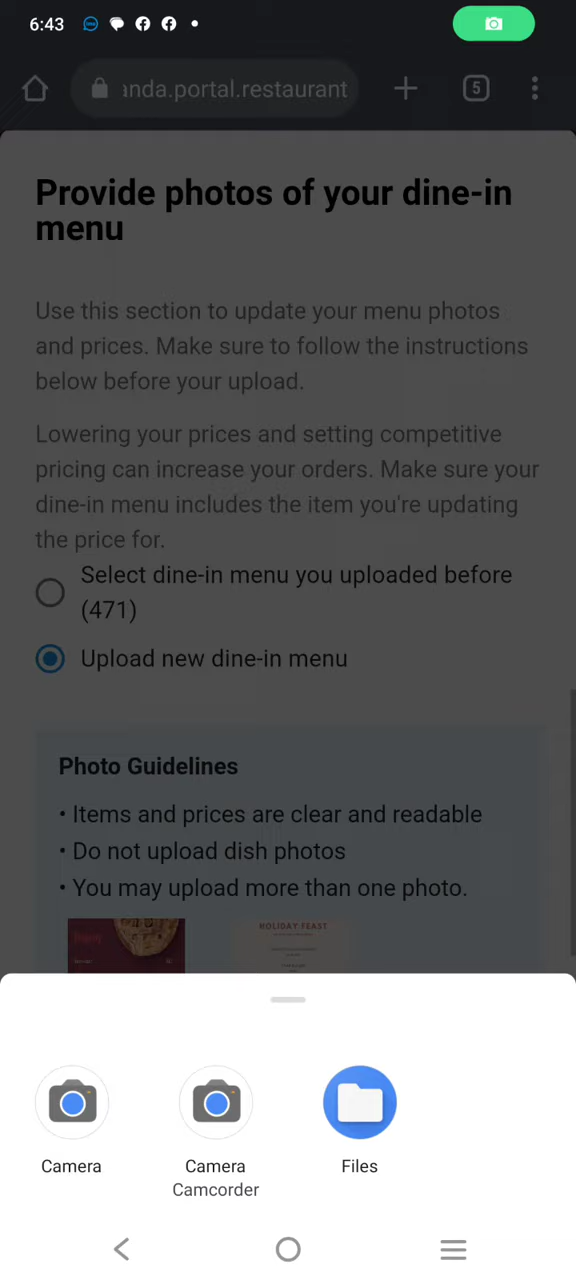 6:43
anda.portal.restaurant
5
Provide photos of your dine-in
menu
Use this section to update your menu photos
and prices. Make sure to follow the instructions
below before your upload.
Lowering your prices and setting competitive
pricing can increase your orders. Make sure your
dine-in menu includes the item you're updating
the price for.
Select dine-in menu you uploaded before
(471)
Upload new dine-in menu
Photo Guidelines
• Items and prices are clear and readable
• Do not upload dish photos
• You may upload more than one photo.
HOLIDAY FEAST
Camera
Camera
Camcorder
Files